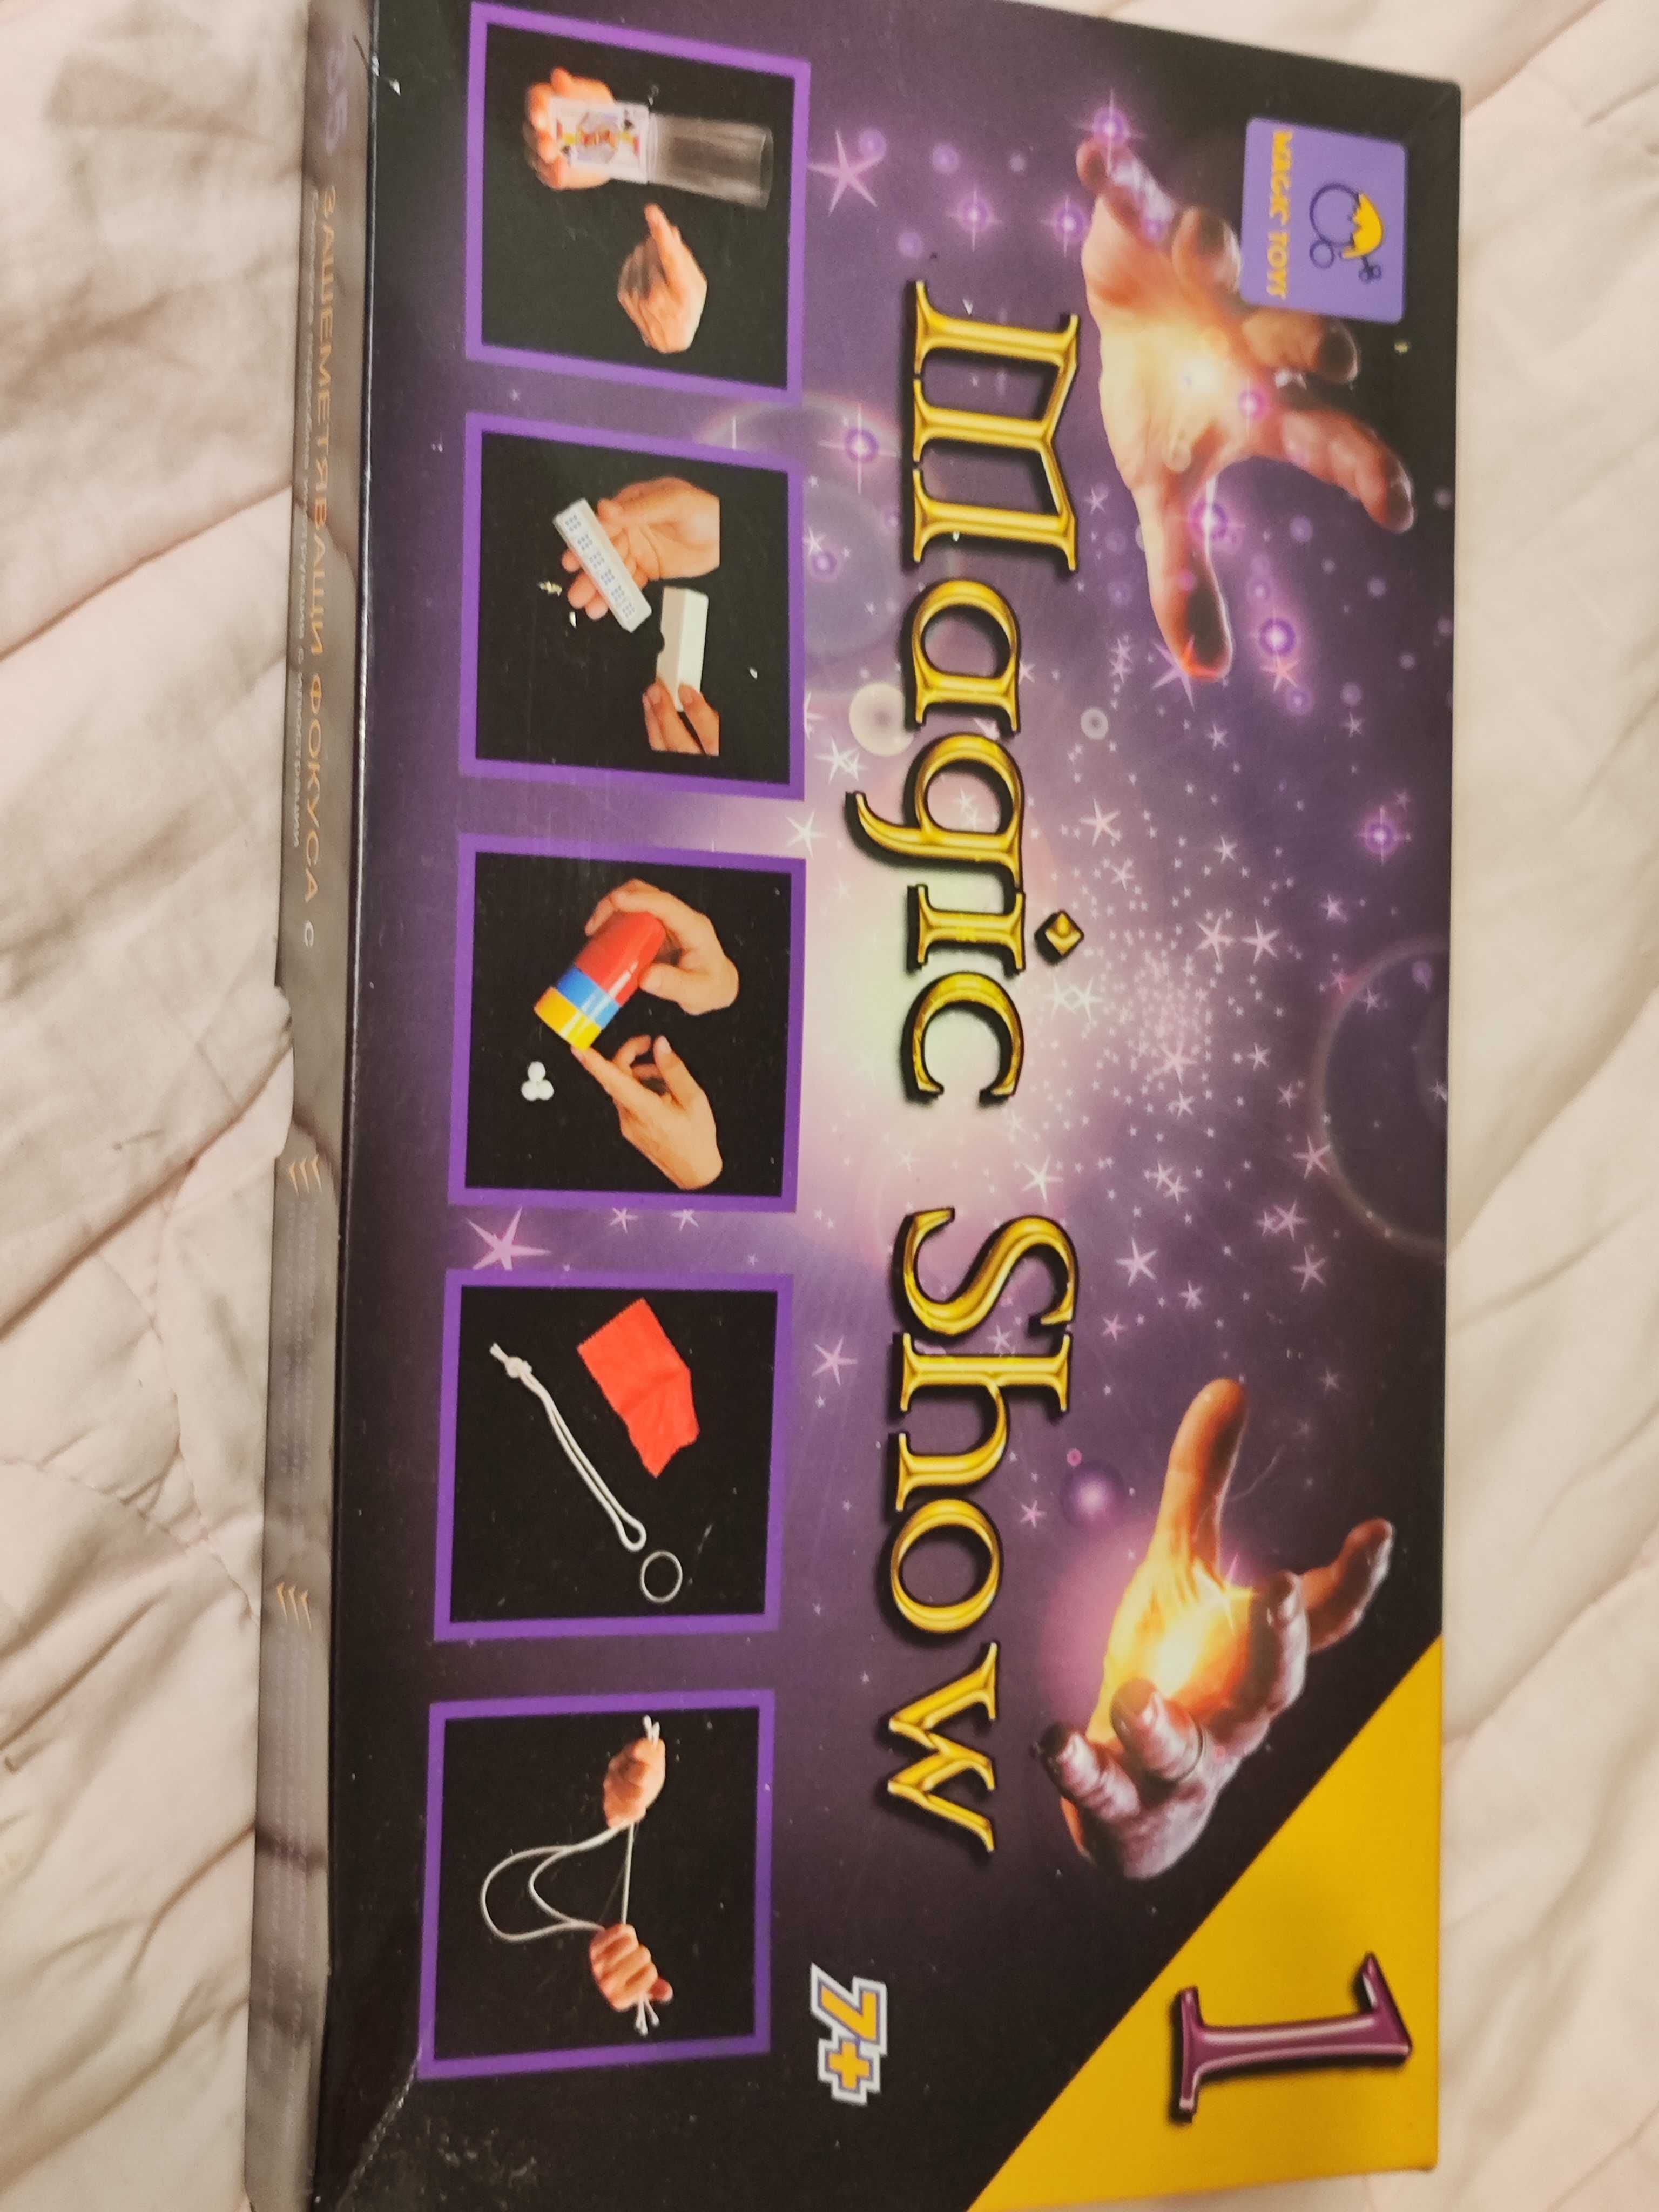 MAGIC TOYS
Magic Show
1
7+
ЗАШЕМЕТЯВАЩИ ФОКУСА С